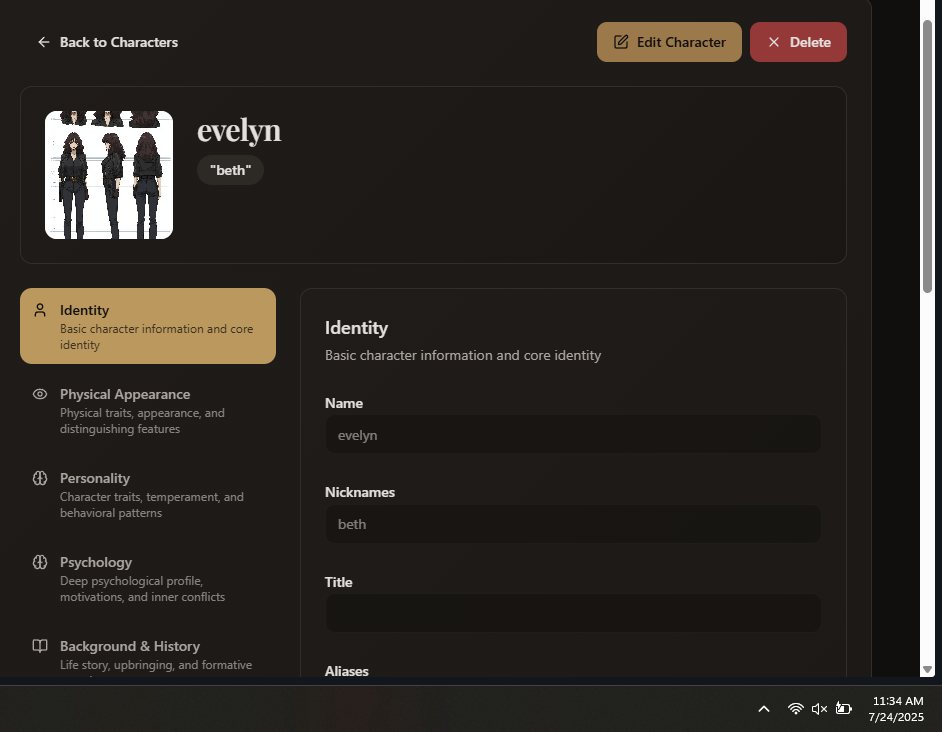 Back to Characters
Edit Character
Delete
evelyn
"beth"
Identity
Basic character information and core
identity
Physical Appearance
Physical traits, appearance, and
distinguishing features
Personality
Character traits, temperament, and
behavioral patterns
Psychology
Deep psychological profile,
motivations, and inner conflicts
Background & History
Life story, upbringing, and formative
Identity
Basic character information and core identity
Name
evelyn
Nicknames
beth
Title
Aliases
11:34 AM
7/24/2025